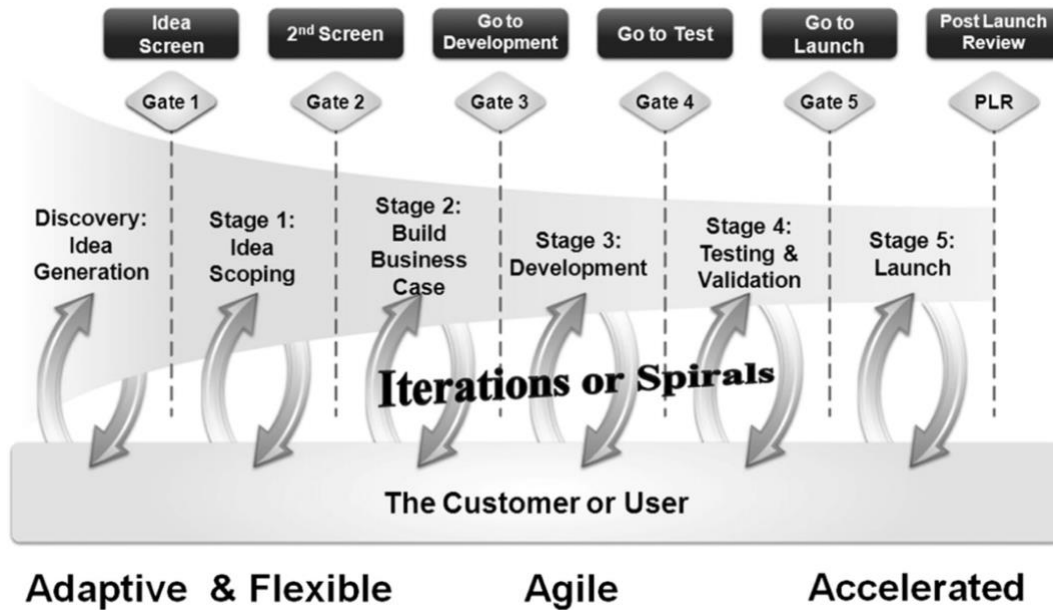 Idea
Screen
2nd Screen
Go to
Development
Go to Test
Go to
Launch
Post Launch
Review
Gate 1
Gate 2
Gate 3
Gate 4
Gate 5
PLR
Discovery:
Idea
Generation
Stage 1:
Idea
Scoping
Stage 2:
Build
Business
Case
Stage 3:
Development
Stage 4:
Testing &
Validation
Stage 5:
Launch
Iterations or Spirals
The Customer or User
Adaptive & Flexible
Agile
Accelerated